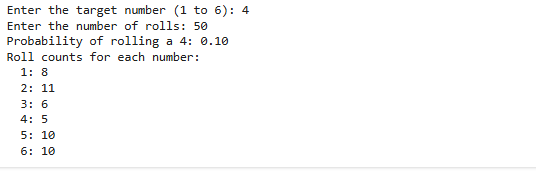 Enter the target number (1 to 6): 4
Enter the number of rolls: 50
Probability of rolling a 4: 0.10
Roll counts for each number:
  1: 8
  2: 11
  3: 6
  4: 5
  5: 10
  6: 10